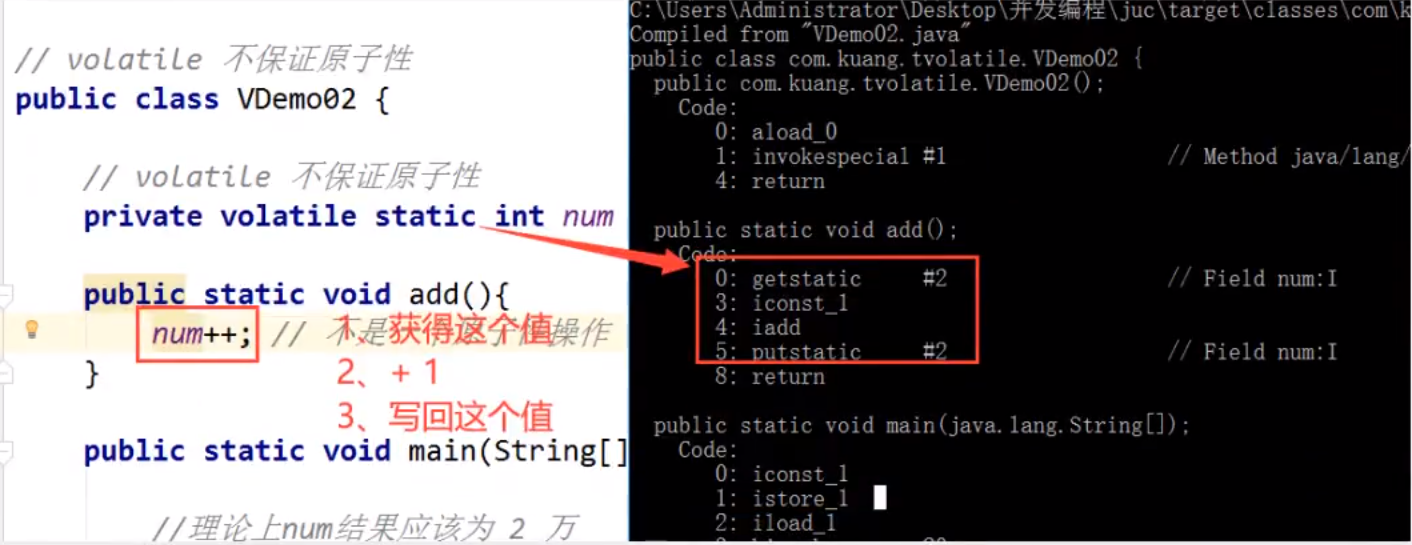 // volatile 不保证原子性
public class VDemo02 {
// volatile 不保证原子性
private volatile static int num
public static void add(){
num++; // 不是 操作
1、获得这个值
2、+ 1
3、写回这个值
}
public static void main(String[]
//理论上num结果应该为 2 万
C:\Users\Administrator\Desktop\并发编程\juc\target\classes\com\k
Compiled from "VDemo02.java"
public class com.kuang.tvolatile.VDemo02 {
public com.kuang.tvolatile.VDemo02();
Code:
0: aload_0
1: invokespecial #1 // Method java/lang/
4: return
public static void add();
Code:
0: getstatic #2 // Field num:I
3: iconst_1
4: iadd
5: putstatic #2 // Field num:I
8: return
public static void main(java.lang.String[]);
Code:
0: iconst_1
1: istore_1
2: iload_1